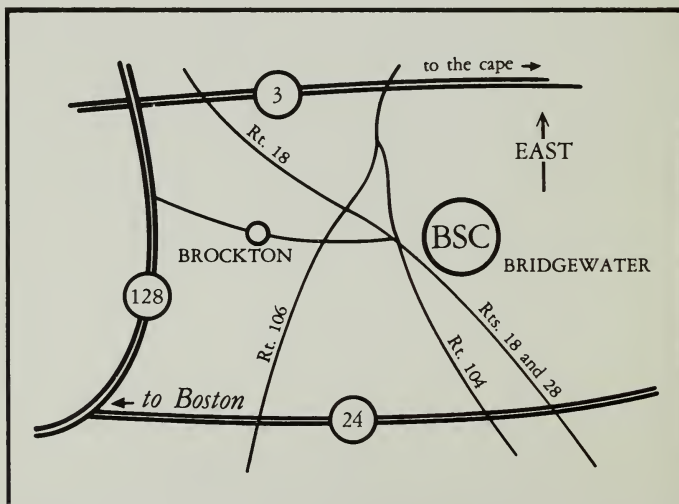 to the cape →
3
Rt. 18
EAST
BSC
BROCKTON
BRIDGEWATER
128
Rt. 106
Rts. 18 and 28
Rt. 104
← to Boston
24